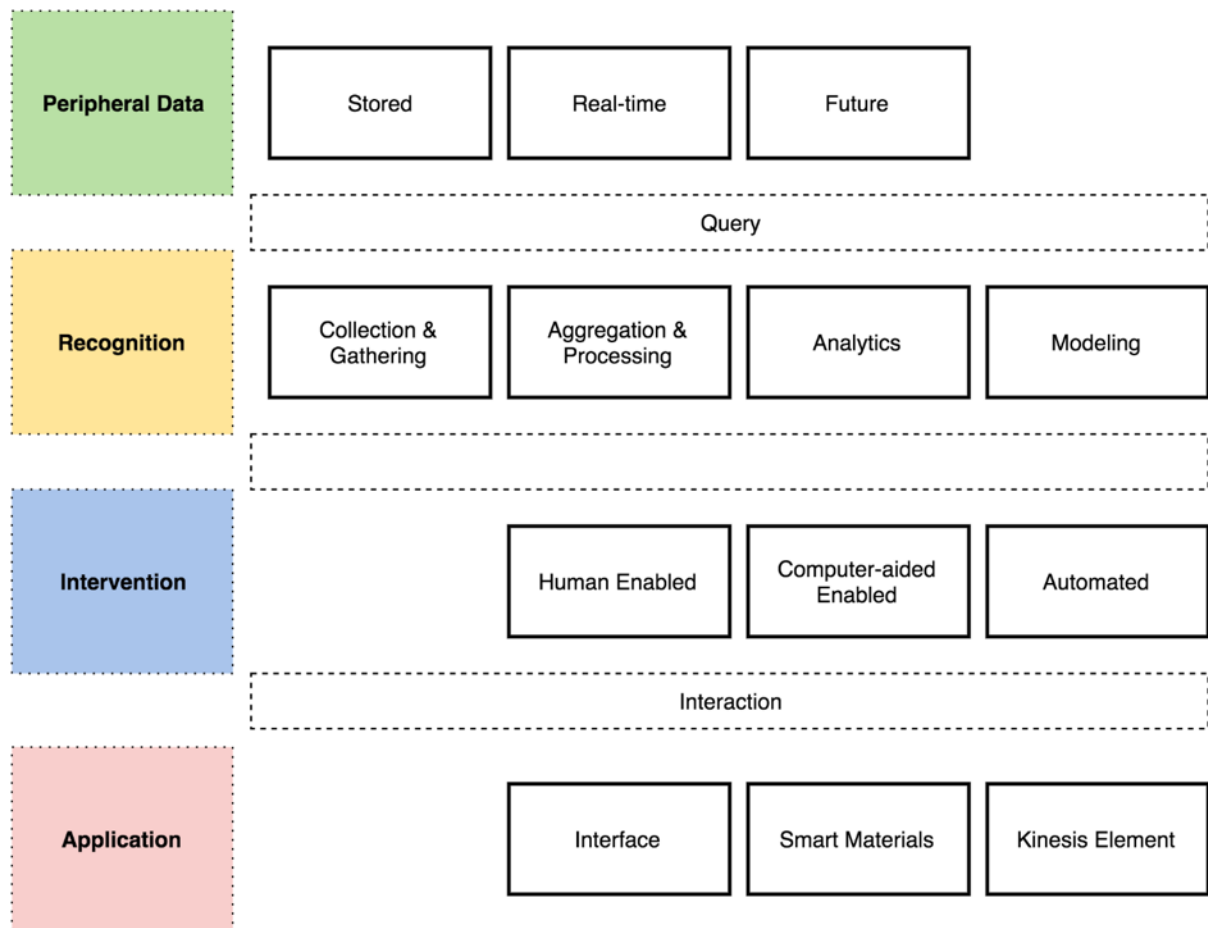 Peripheral Data
Stored
Real-time
Future
Query
Recognition
Collection &
Gathering
Aggregation &
Processing
Analytics
Modeling
Intervention
Human Enabled
Computer-aided
Enabled
Automated
Interaction
Application
Interface
Smart Materials
Kinesis Element